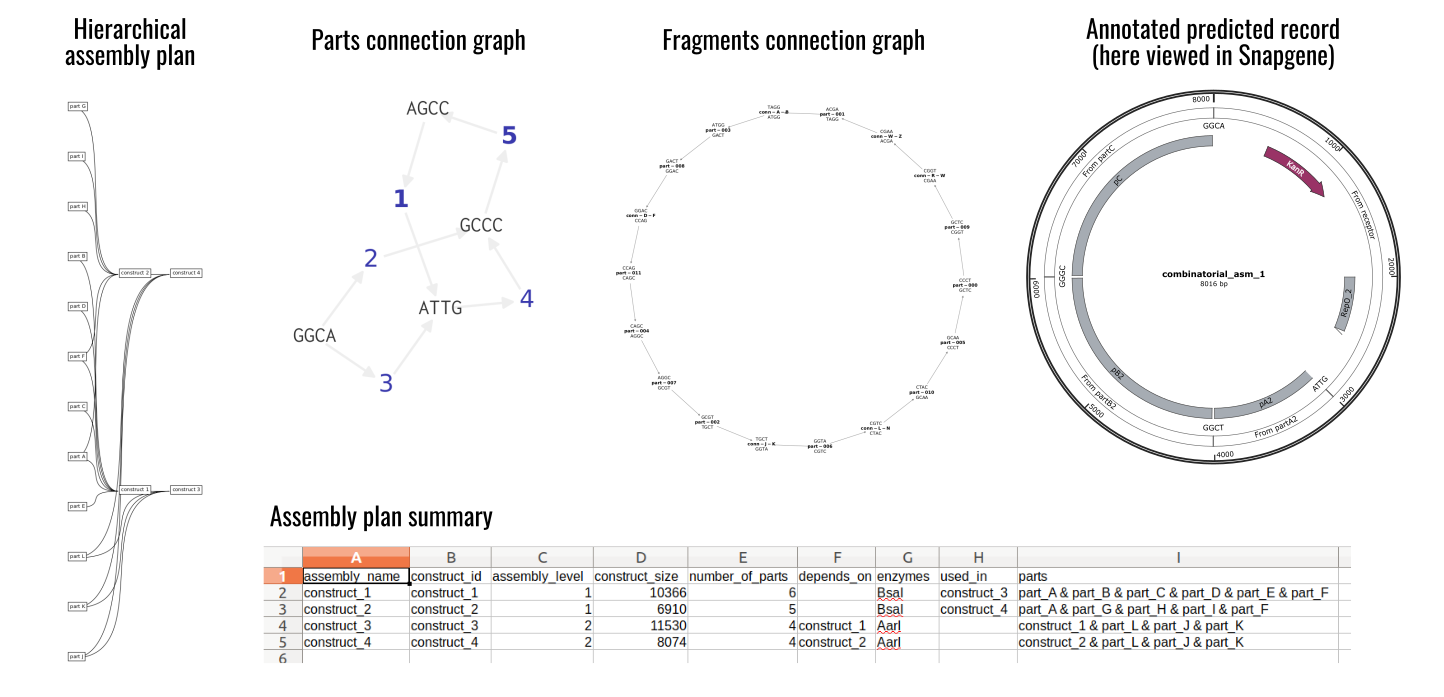 Hierarchical
assembly plan
Parts connection graph
Fragments connection graph
Annotated predicted record
(here viewed in Snapgene)
part G
part I
part H
part B
construct 2
construct 4
part D
part F
part C
part A
construct 1
construct 3
part E
part L
part K
part J
AGCC
5
1
GCCC
2
4
ATTG
GGCA
3
TAGG
conn – A – B
ATGG
ACGA
part – 001
TAGG
CGAA
conn – W – Z
ACGA
CGGT
conn – R – W
CGAA
GCTC
part – 009
CGGT
CCCT
part – 000
GCTC
GCAA
part – 005
CCCT
CTAC
part – 010
GCAA
CGTC
conn – L – N
CTAC
GGTA
part – 006
CGTC
TGCT
conn – J – K
GGTA
GCGT
part – 002
TGCT
AGGC
part – 007
GCGT
CAGC
part – 004
AGGC
CCAG
part – 011
CAGC
GGAC
conn – D – F
CCAG
GACT
part – 008
GGAC
ATGG
part – 003
GACT
8000
GGCA
1000
KanR
From receptor
2000
RepO_2
ATTG
3000
pA2
From partA2
4000
GGCT
5000
From partB2
pB2
6000
GGGC
7000
From partC
pC
combinatorial_asm_1
8016 bp
Assembly plan summary
A B C D E F G H I
1 assembly_name construct_id assembly_level construct_size number_of_parts depends_on enzymes used_in parts
2 construct_1 construct_1 1 10366 6 BsaI construct_3 part_A & part_B & part_C & part_D & part_E & part_F
3 construct_2 construct_2 1 6910 5 BsaI construct_4 part_A & part_G & part_H & part_I & part_F
4 construct_3 construct_3 2 11530 4 construct_1 AarI construct_1 & part_L & part_J & part_K
5 construct_4 construct_4 2 8074 4 construct_2 AarI construct_2 & part_L & part_J & part_K
6